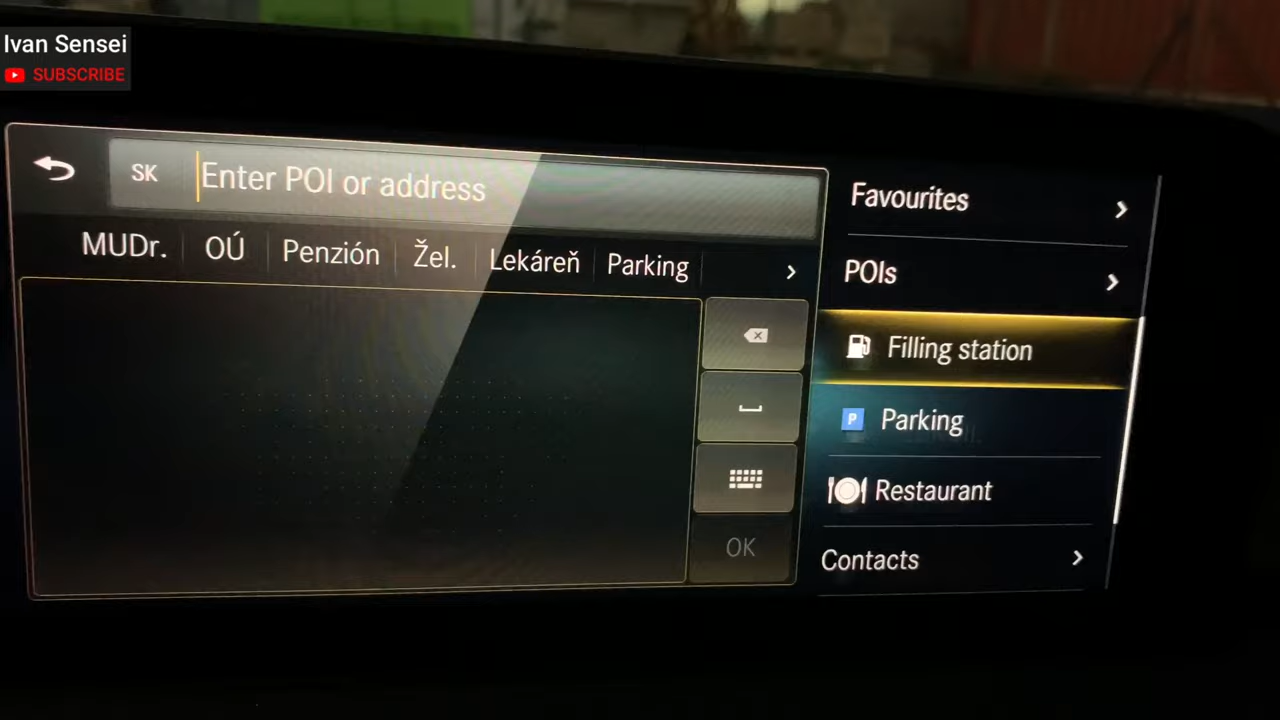 Ivan Sensei
SUBSCRIBE
SK Enter POI or address
MUDr. OÚ Penzión Žel. Lekáreň Parking
OK
Favourites
POIs
Filling station
P Parking
Restaurant
Contacts